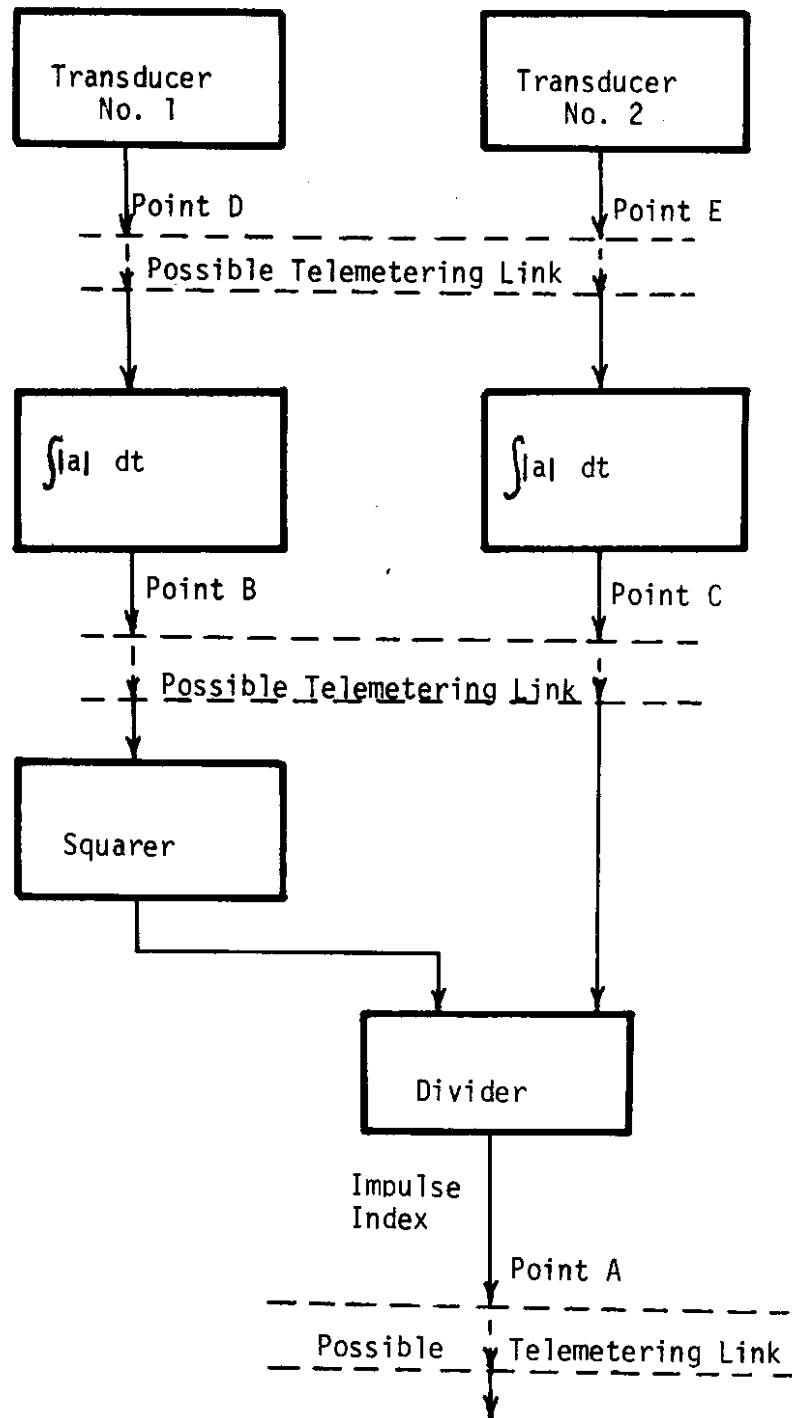 Transducer
No. 1
Transducer
No. 2
Point D
Point E
Possible Telemetering Link
∫|a| dt
∫|a| dt
Point B
Point C
Possible Telemetering Link
Squarer
Divider
Impulse
Index
Point A
Possible Telemetering Link